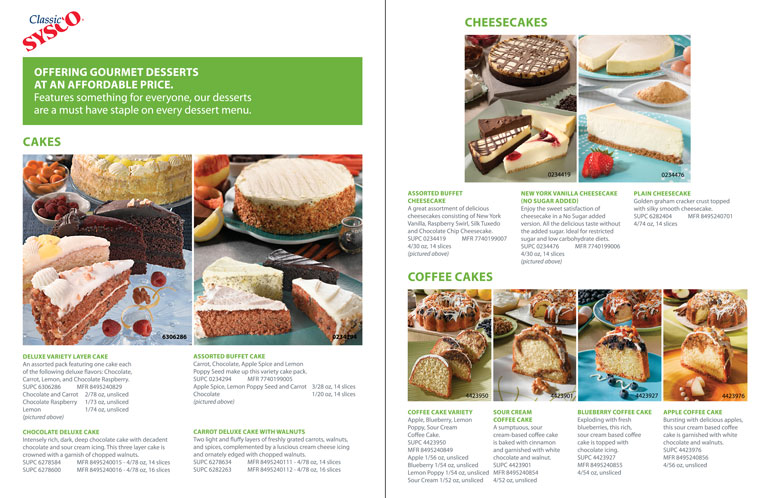 Classic
SYSCO
OFFERING GOURMET DESSERTS
AT AN AFFORDABLE PRICE.
Features something for everyone, our desserts
are a must have staple on every dessert menu.
CAKES
6306286
0234294
DELUXE VARIETY LAYER CAKE
An assorted pack featuring one cake each
of the following deluxe flavors: Chocolate,
Carrot, Lemon, and Chocolate Raspberry.
SUPC 6306286 MFR 8495240829
Chocolate and Carrot 2/78 oz, unsliced
Chocolate Raspberry 1/73 oz, unsliced
Lemon 1/74 oz, unsliced
(pictured above)
CHOCOLATE DELUXE CAKE
Intensely rich, dark, deep chocolate cake with decadent
chocolate and sour cream icing. This three layer cake is
crowned with a garnish of chopped walnuts.
SUPC 6278584 MFR 8495240015 - 4/78 oz, 14 slices
SUPC 6278600 MFR 8495240016 - 4/78 oz, 16 slices
ASSORTED BUFFET CAKE
Carrot, Chocolate, Apple Spice and Lemon
Poppy Seed make up this variety cake pack.
SUPC 0234294 MFR 7740199005
Apple Spice, Lemon Poppy Seed and Carrot 3/28 oz, 14 slices
Chocolate 1/20 oz, 14 slices
(pictured above)
CARROT DELUXE CAKE WITH WALNUTS
Two light and fluffy layers of freshly grated carrots, walnuts,
and spices, complemented by a luscious cream cheese icing
and ornately edged with chopped walnuts.
SUPC 6278634 MFR 8495240111 - 4/78 oz, 14 slices
SUPC 6282263 MFR 8495240112 - 4/78 oz, 16 slices
CHEESECAKES
0234419
0234476
ASSORTED BUFFET
CHEESECAKE
A great assortment of delicious
cheesecakes consisting of New York
Vanilla, Raspberry Swirl, Silk Tuxedo
and Chocolate Chip Cheesecake.
SUPC 0234419 MFR 7740199007
4/30 oz, 14 slices
(pictured above)
NEW YORK VANILLA CHEESECAKE
(NO SUGAR ADDED)
Enjoy the sweet satisfaction of
cheesecake in a No Sugar added
version. All the delicious taste without
the added sugar. Ideal for restricted
sugar and low carbohydrate diets.
SUPC 0234476 MFR 7740199006
4/30 oz, 14 slices
(pictured above)
PLAIN CHEESECAKE
Golden graham cracker crust topped
with silky smooth cheesecake.
SUPC 6282404 MFR 8495240701
4/74 oz, 14 slices
COFFEE CAKES
4423950
4423901
4423927
4423976
COFFEE CAKE VARIETY
Apple, Blueberry, Lemon
Poppy, Sour Cream
Coffee Cake.
SUPC 4423950
MFR 8495240849
Apple 1/56 oz, unsliced
Blueberry 1/54 oz, unsliced
Lemon Poppy 1/54 oz, unsliced
Sour Cream 1/52 oz, unsliced
SOUR CREAM
COFFEE CAKE
A sumptuous, sour
cream-based coffee cake
is baked with cinnamon
and garnished with white
chocolate and walnut.
SUPC 4423901
MFR 8495240854
4/52 oz, unsliced
BLUEBERRY COFFEE CAKE
Exploding with fresh
blueberries, this rich,
sour cream based coffee
cake is topped with
chocolate icing.
SUPC 4423927
MFR 8495240853
4/54 oz, unsliced
APPLE COFFEE CAKE
Bursting with delicious apples,
this sour cream based coffee
cake is garnished with white
chocolate and walnuts.
SUPC 4423976
MFR 8495240856
4/56 oz, unsliced